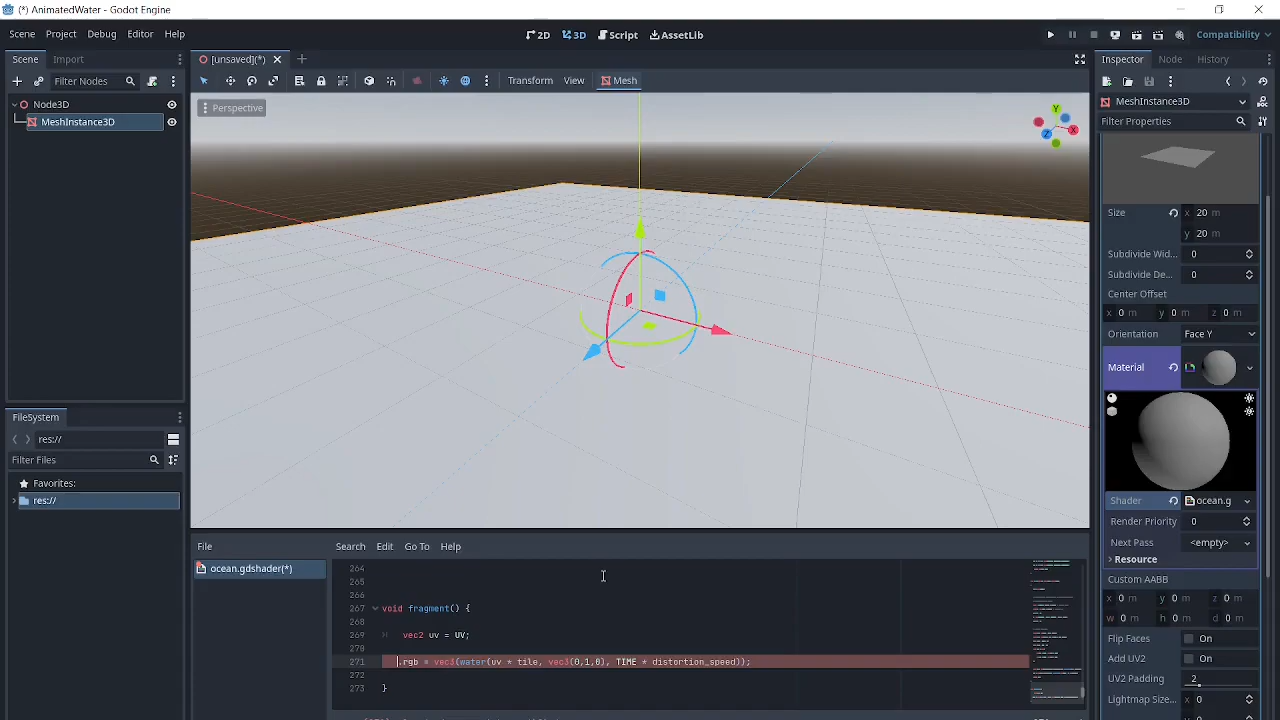 (*) AnimatedWater - Godot Engine
Scene Project Debug Editor Help
2D 3D Script AssetLib
Compatibility
Scene Import
[unsaved](*)
Inspector Node History
Filter Nodes
Transform View Mesh
Node3D
MeshInstance3D
Perspective
Y
X
Z
MeshInstance3D
Filter Properties
Size x 20 m
y 20 m
Subdivide Wid... 0
Subdivide De... 0
Center Offset
x 0 m y 0 m z 0 m
Orientation Face Y
Material
Shader ocean.g
Render Priority 0
Next Pass <empty>
Resource
Custom AABB
x 0 m y 0 m z 0 m
w 0 m h 0 m d 0 m
Flip Faces On
Add UV2 On
UV2 Padding 2
Lightmap Size... x 0
FileSystem
res://
Filter Files
Favorites:
res://
File
ocean.gdshader(*)
Search Edit Go To Help
264
265
266
267 void fragment() {
268
269 vec2 uv = UV;
270
271 .rgb = vec3(water(uv * tile, vec3(0,1,0), TIME * distortion_speed));
272
273 }